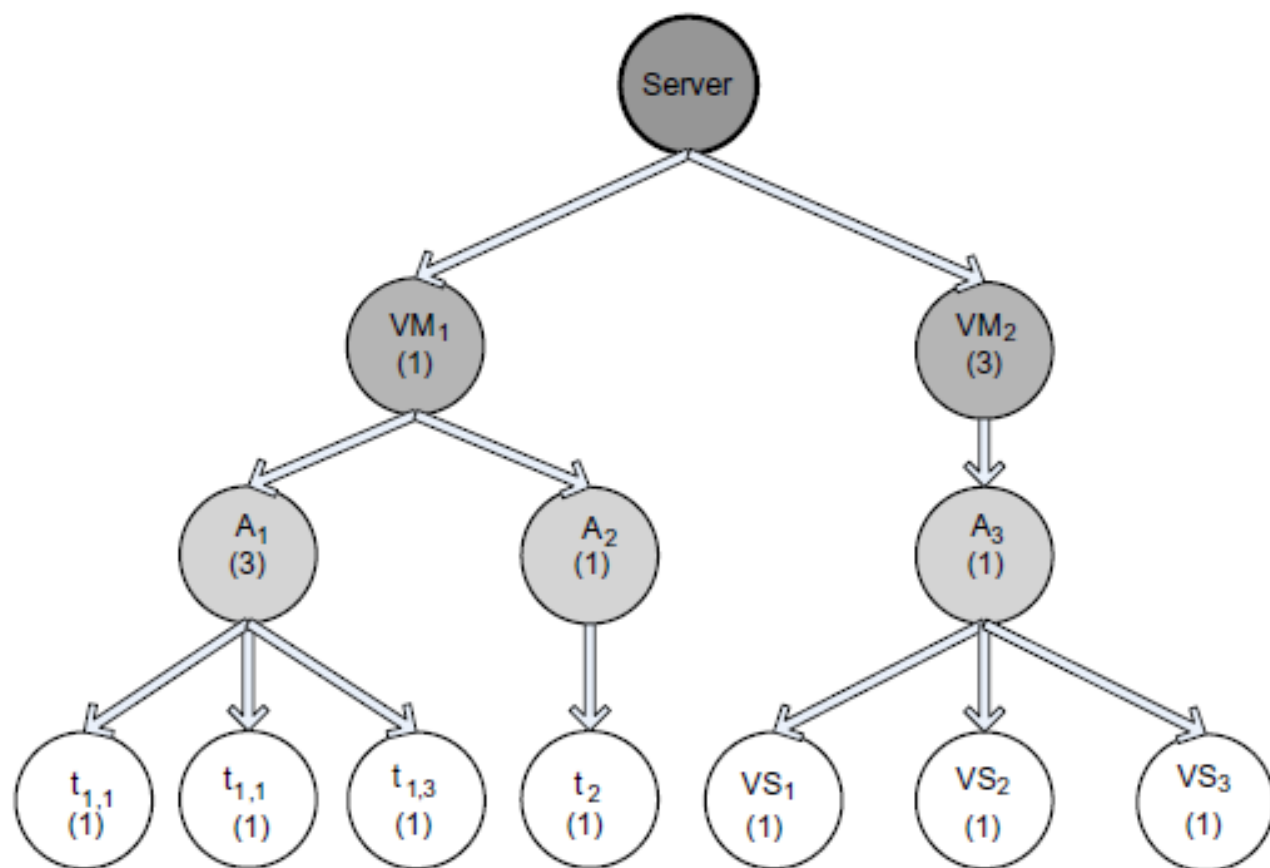 Server
VM₁
(1)
VM₂
(3)
A₁
(3)
A₂
(1)
A₃
(1)
t₁,₁
(1)
t₁,₁
(1)
t₁,₃
(1)
t₂
(1)
VS₁
(1)
VS₂
(1)
VS₃
(1)